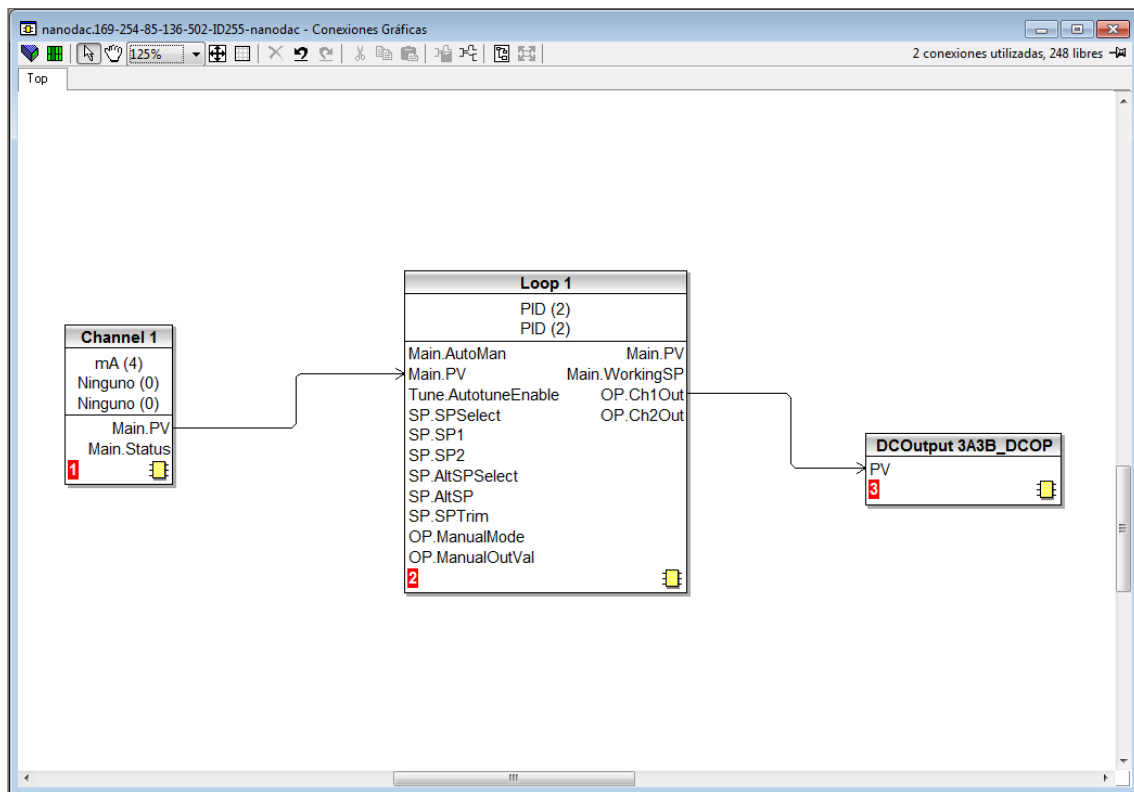 nanodac.169-254-85-136-502-ID255-nanodac - Conexiones Gráficas
125%
2 conexiones utilizadas, 248 libres
Top
Channel 1
mA (4)
Ninguno (0)
Ninguno (0)
Main.PV
Main.Status
1
Loop 1
PID (2)
PID (2)
Main.AutoMan Main.PV
Main.PV Main.WorkingSP
Tune.AutotuneEnable OP.Ch1Out
SP.SPSelect OP.Ch2Out
SP.SP1
SP.SP2
SP.AltSPSelect
SP.AltSP
SP.SPTrim
OP.ManualMode
OP.ManualOutVal
2
DCOutput 3A3B_DCOP
PV
3